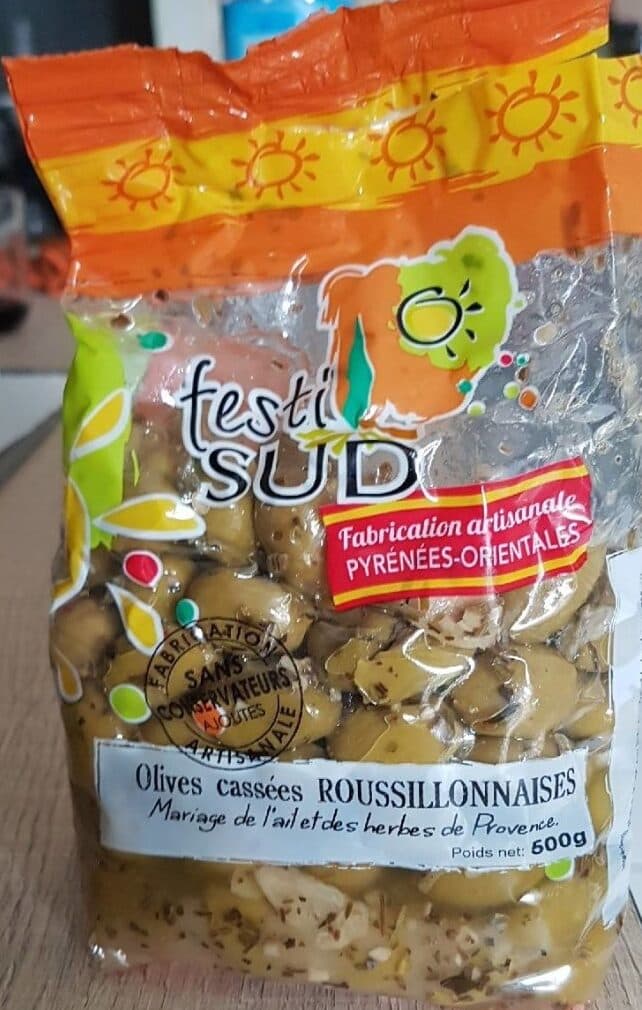 festi
SUD
Fabrication artisanale
PYRÉNÉES-ORIENTALES
FABRICATION
SANS
CONSERVATEURS
AJOUTÉS
ARTISANALE
Olives cassées ROUSSILLONNAISES
Mariage de l'ail et des herbes de Provence.
Poids net: 500g